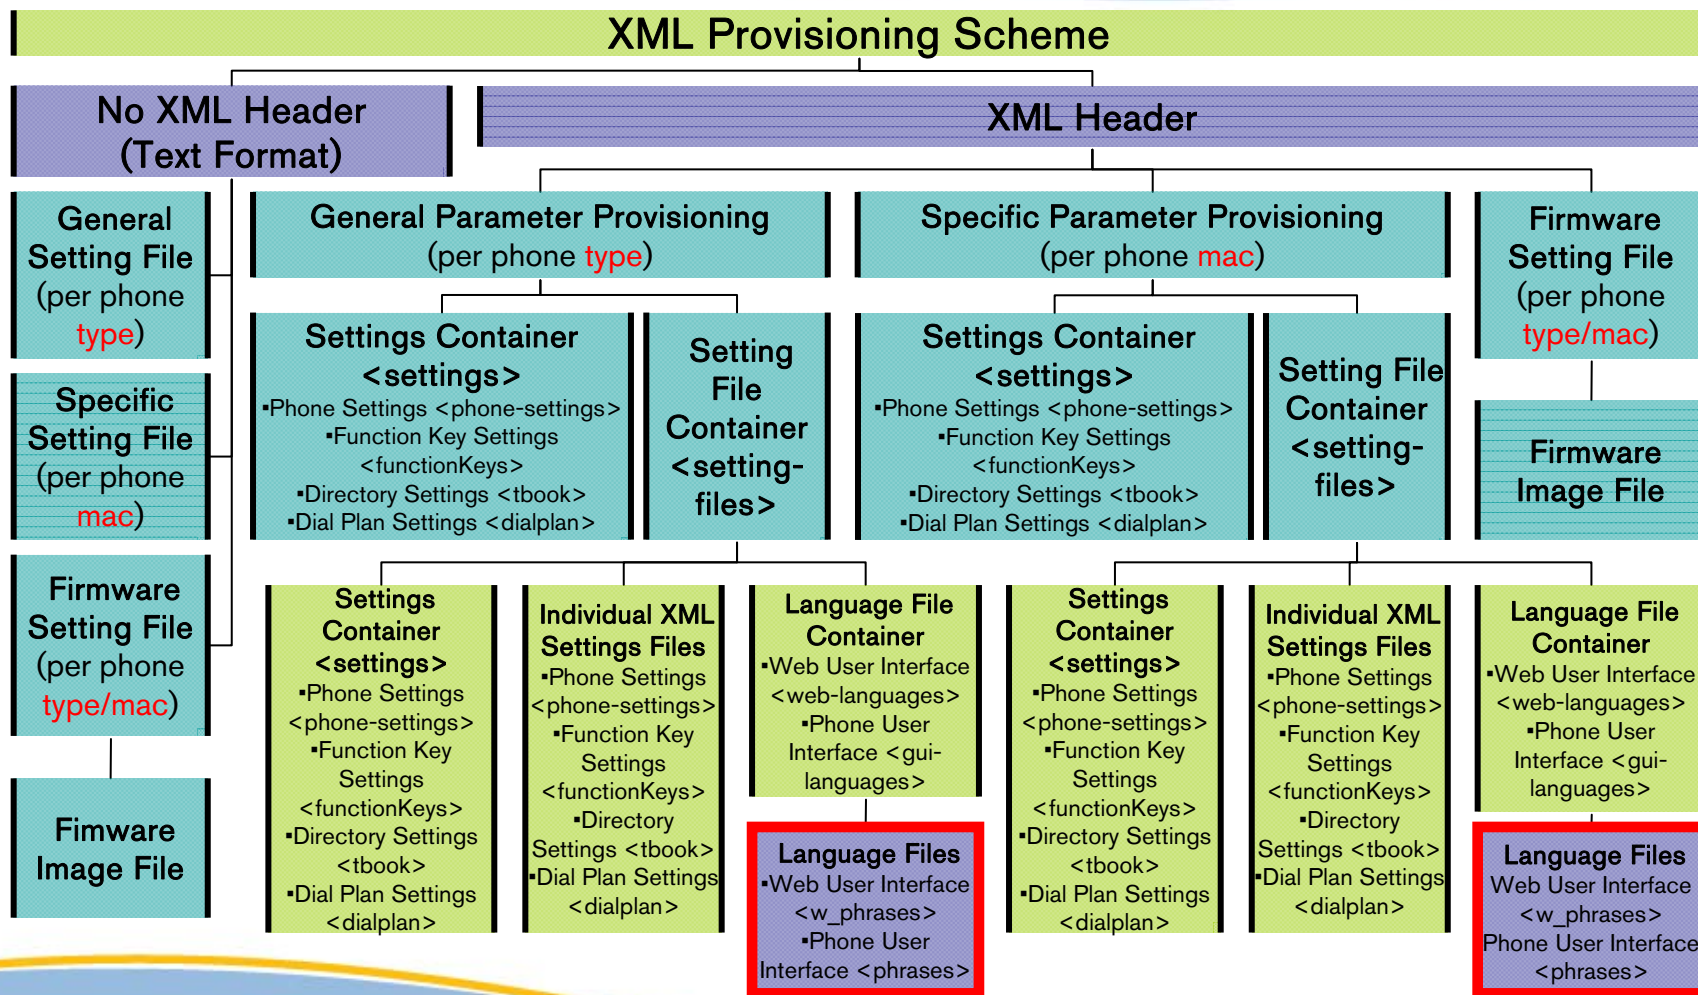 XML Provisioning Scheme
No XML Header
(Text Format)
XML Header
General
Setting File
(per phone
type)
Specific
Setting File
(per phone
mac)
Firmware
Setting File
(per phone
type/mac)
Fimware
Image File
General Parameter Provisioning
(per phone type)
Settings Container
<settings>
▪Phone Settings <phone-settings>
▪Function Key Settings
<functionKeys>
▪Directory Settings <tbook>
▪Dial Plan Settings <dialplan>
Setting
File
Container
<setting-
files>
Settings
Container
<settings>
▪Phone Settings
<phone-settings>
▪Function Key
Settings
<functionKeys>
▪Directory Settings
<tbook>
▪Dial Plan Settings
<dialplan>
Individual XML
Settings Files
▪Phone Settings
<phone-settings>
▪Function Key
Settings
<functionKeys>
▪Directory
Settings <tbook>
▪Dial Plan Settings
<dialplan>
Language File
Container
▪Web User Interface
<web-languages>
▪Phone User
Interface <gui-
languages>
Language Files
▪Web User Interface
<w_phrases>
▪Phone User
Interface <phrases>
Specific Parameter Provisioning
(per phone mac)
Settings Container
<settings>
▪Phone Settings <phone-settings>
▪Function Key Settings
<functionKeys>
▪Directory Settings <tbook>
▪Dial Plan Settings <dialplan>
Setting File
Container
<setting-
files>
Settings
Container
<settings>
▪Phone Settings
<phone-settings>
▪Function Key
Settings
<functionKeys>
▪Directory Settings
<tbook>
▪Dial Plan Settings
<dialplan>
Individual XML
Settings Files
▪Phone Settings
<phone-settings>
▪Function Key
Settings
<functionKeys>
▪Directory
Settings <tbook>
▪Dial Plan Settings
<dialplan>
Language File
Container
▪Web User Interface
<web-languages>
▪Phone User
Interface <gui-
languages>
Language Files
Web User Interface
<w_phrases>
Phone User Interface
<phrases>
Firmware
Setting File
(per phone
type/mac)
Firmware
Image File